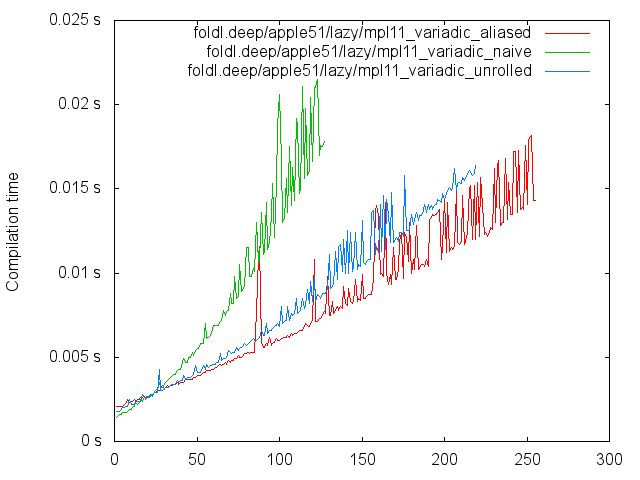 foldl.deep/apple51/lazy/mpl11_variadic_aliased
foldl.deep/apple51/lazy/mpl11_variadic_naive
foldl.deep/apple51/lazy/mpl11_variadic_unrolled
0.025 s
0.02 s
0.015 s
0.01 s
0.005 s
0 s
Compilation time
0 50 100 150 200 250 300